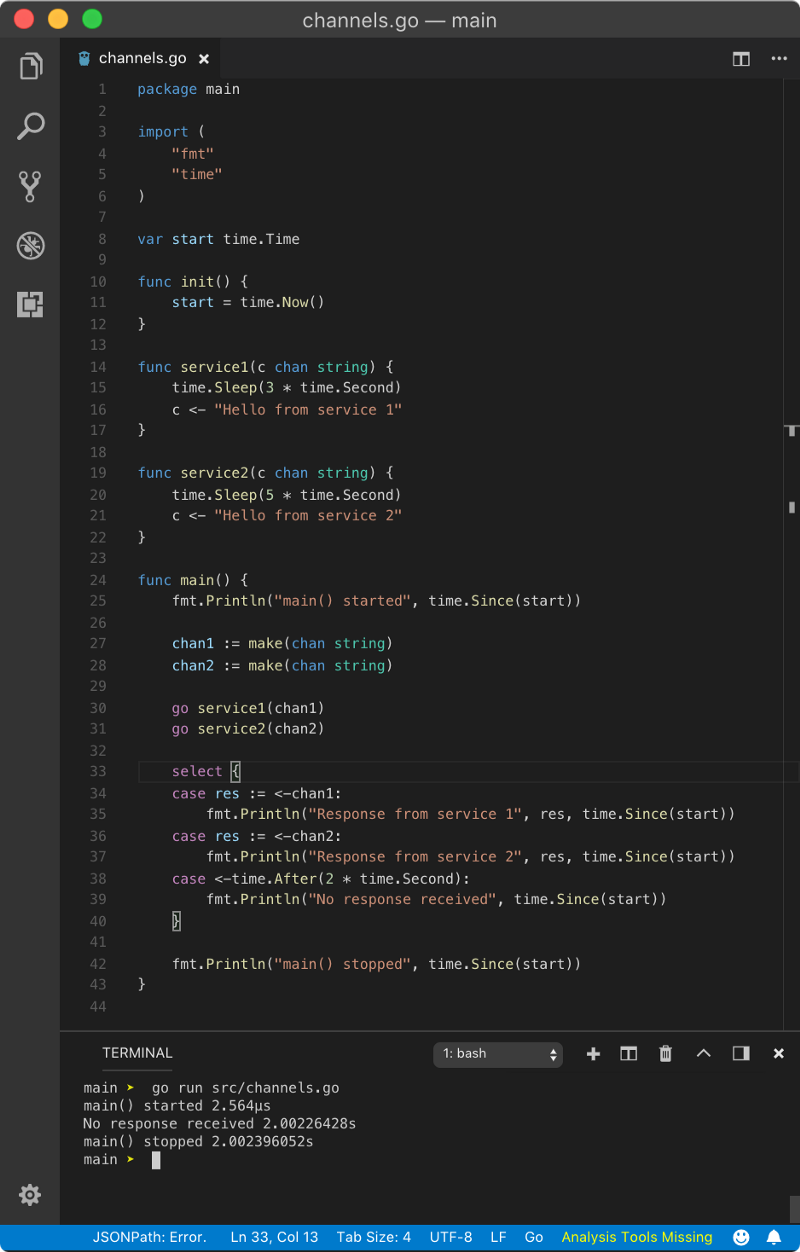 channels.go — main
channels.go
1 package main
2
3 import (
4     "fmt"
5     "time"
6 )
7
8 var start time.Time
9
10 func init() {
11     start = time.Now()
12 }
13
14 func service1(c chan string) {
15     time.Sleep(3 * time.Second)
16     c <- "Hello from service 1"
17 }
18
19 func service2(c chan string) {
20     time.Sleep(5 * time.Second)
21     c <- "Hello from service 2"
22 }
23
24 func main() {
25     fmt.Println("main() started", time.Since(start))
26
27     chan1 := make(chan string)
28     chan2 := make(chan string)
29
30     go service1(chan1)
31     go service2(chan2)
32
33     select {
34     case res := <-chan1:
35         fmt.Println("Response from service 1", res, time.Since(start))
36     case res := <-chan2:
37         fmt.Println("Response from service 2", res, time.Since(start))
38     case <-time.After(2 * time.Second):
39         fmt.Println("No response received", time.Since(start))
40     }
41
42     fmt.Println("main() stopped", time.Since(start))
43 }
44
TERMINAL 1: bash
main ➤ go run src/channels.go
main() started 2.564µs
No response received 2.00226428s
main() stopped 2.002396052s
main ➤
JSONPath: Error. Ln 33, Col 13 Tab Size: 4 UTF-8 LF Go Analysis Tools Missing